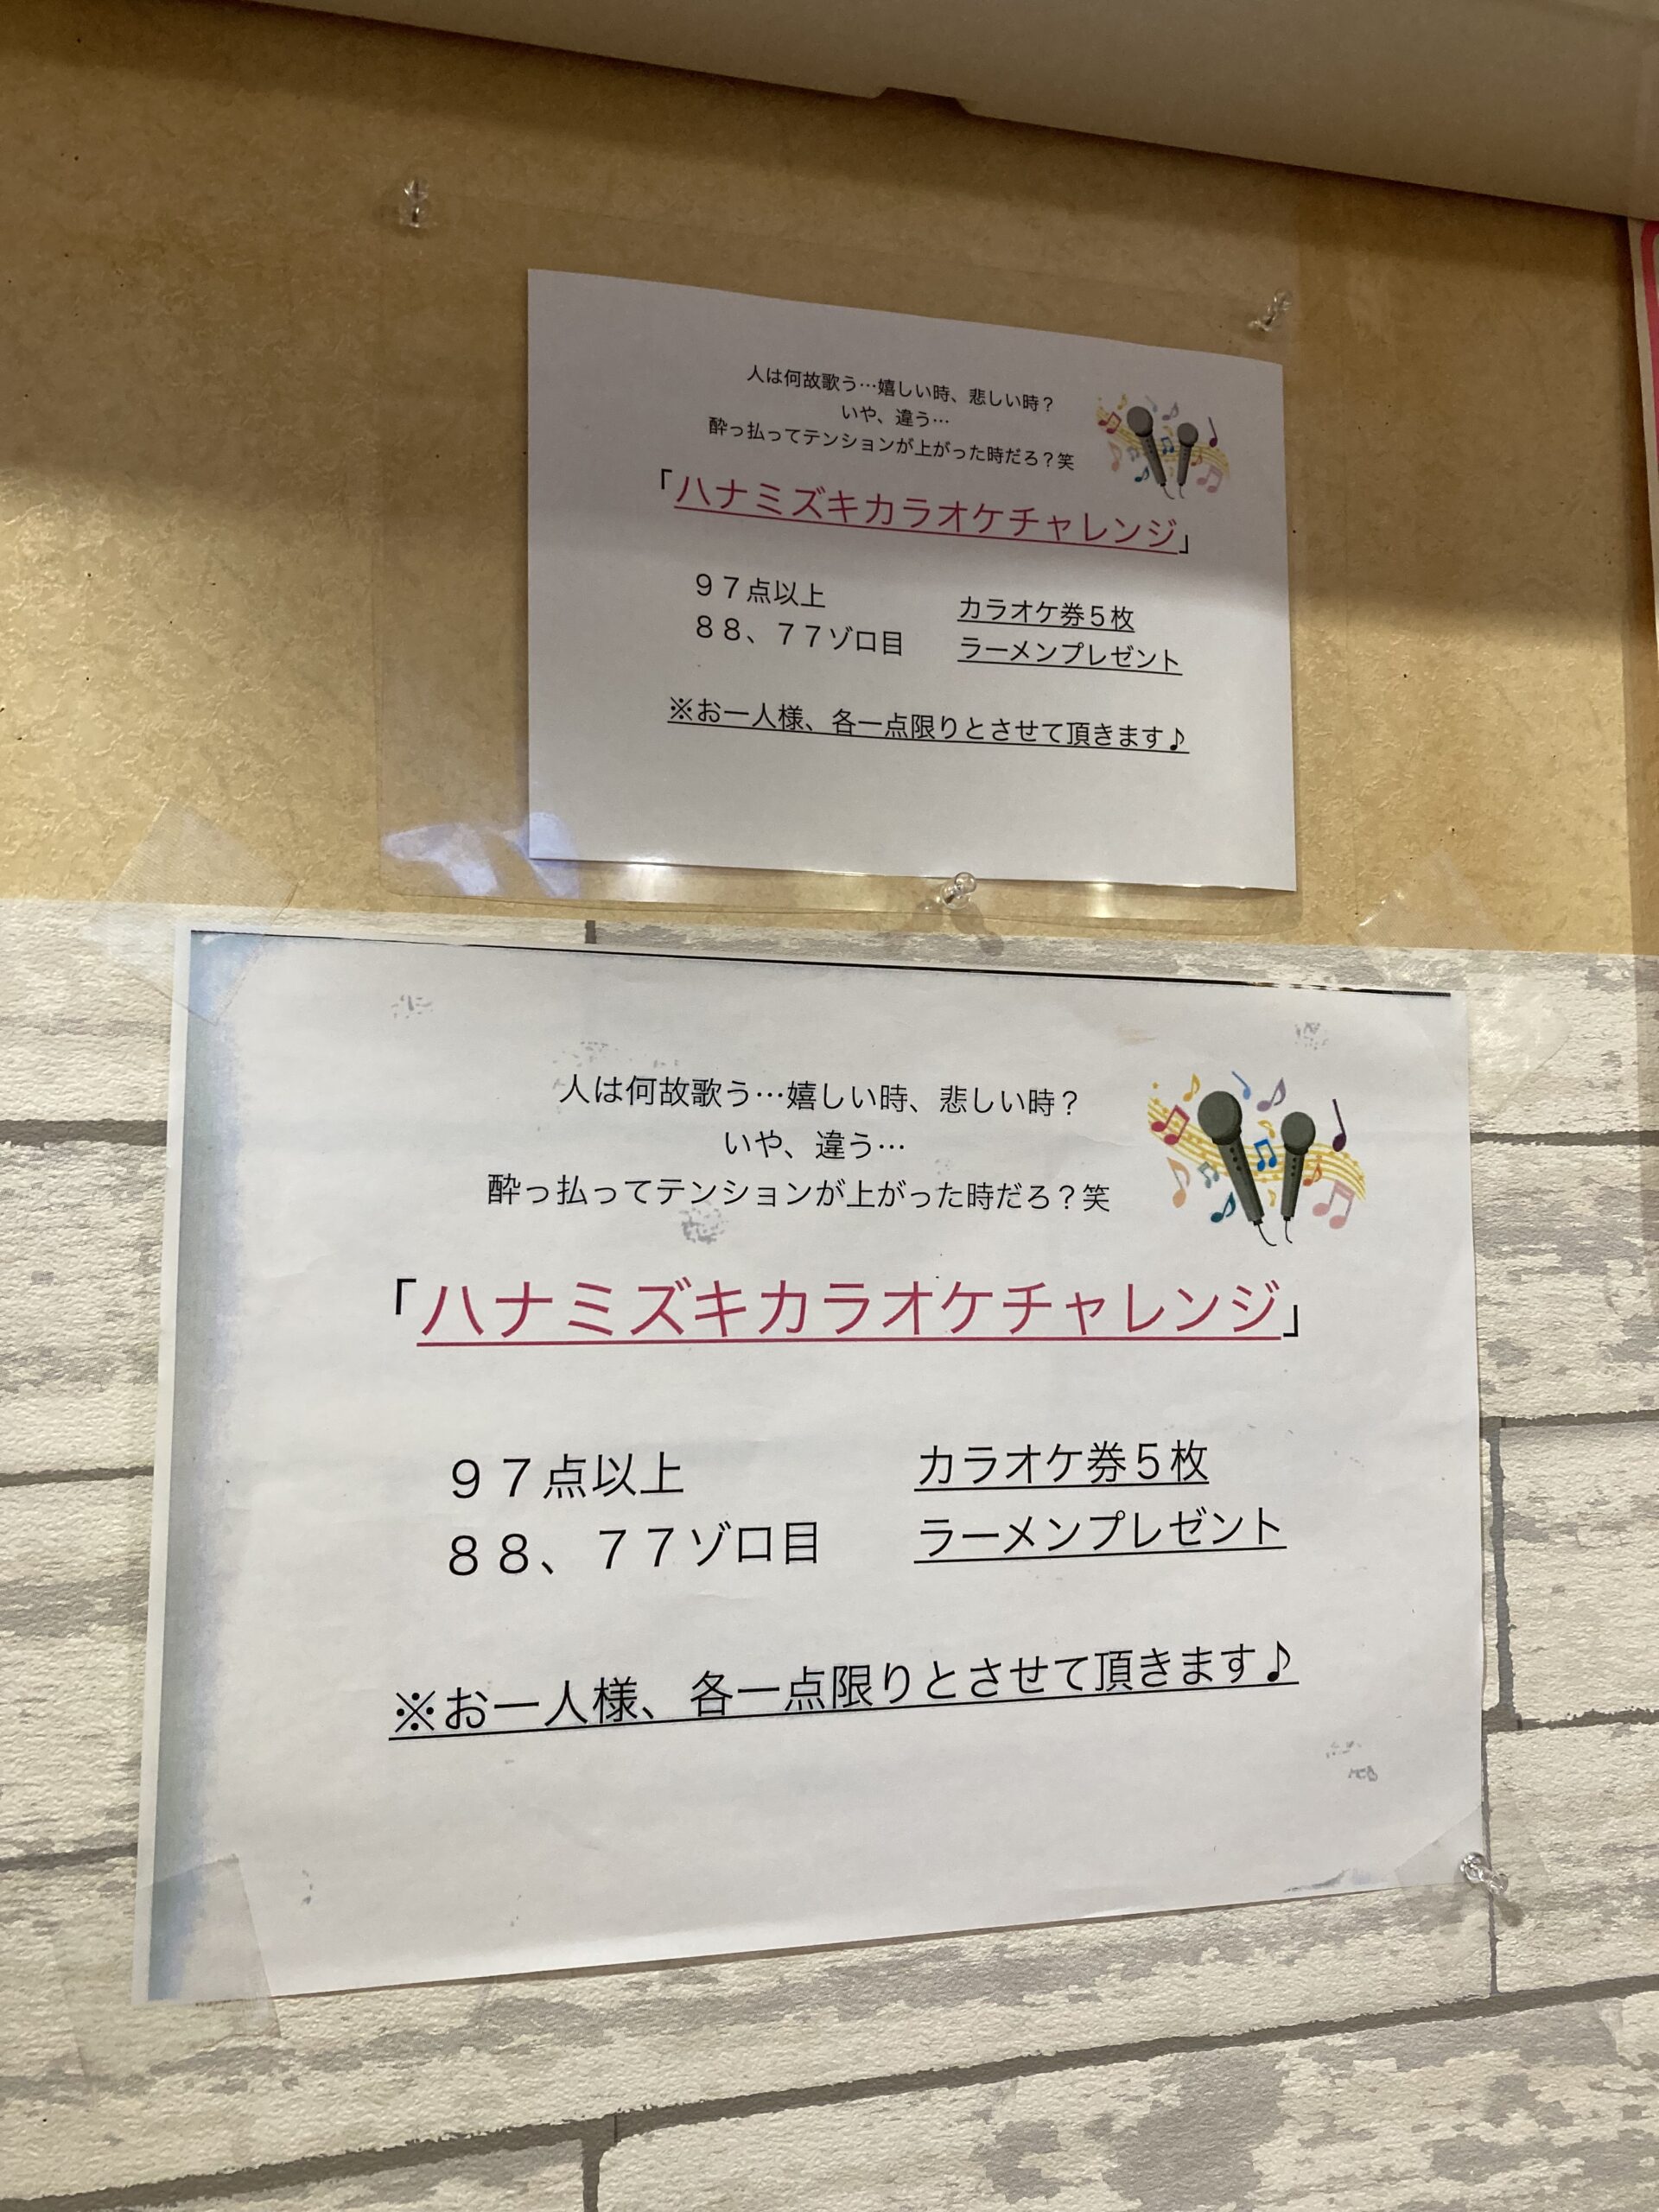 人は何故歌う…嬉しい時、悲しい時？
いや、違う…
酔っ払ってテンションが上がった時だろ？笑
「ハナミズキカラオケチャレンジ」
９７点以上　カラオケ券５枚
８８、７７ゾロ目　ラーメンプレゼント
※お一人様、各一点限りとさせて頂きます♪
人は何故歌う…嬉しい時、悲しい時？
いや、違う…
酔っ払ってテンションが上がった時だろ？笑
「ハナミズキカラオケチャレンジ」
９７点以上　カラオケ券５枚
８８、７７ゾロ目　ラーメンプレゼント
※お一人様、各一点限りとさせて頂きます♪